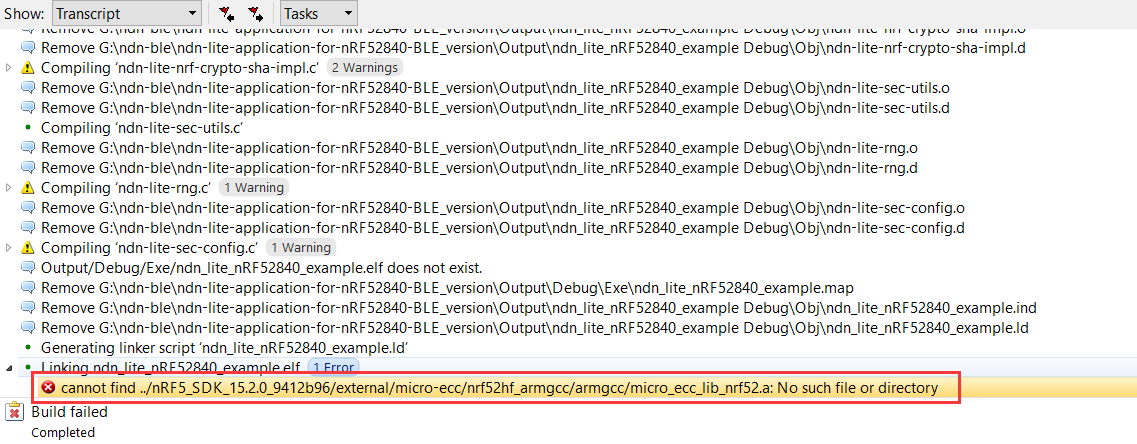 Show: Transcript Tasks
Remove G:\ndn-ble\ndn-lite-application-for-nRF52840-BLE_version\Output\ndn_lite_nRF52840_example Debug\Obj\ndn-lite-nrf-crypto-sha-impl.o
Remove G:\ndn-ble\ndn-lite-application-for-nRF52840-BLE_version\Output\ndn_lite_nRF52840_example Debug\Obj\ndn-lite-nrf-crypto-sha-impl.d
Compiling ‘ndn-lite-nrf-crypto-sha-impl.c’ 2 Warnings
Remove G:\ndn-ble\ndn-lite-application-for-nRF52840-BLE_version\Output\ndn_lite_nRF52840_example Debug\Obj\ndn-lite-sec-utils.o
Remove G:\ndn-ble\ndn-lite-application-for-nRF52840-BLE_version\Output\ndn_lite_nRF52840_example Debug\Obj\ndn-lite-sec-utils.d
Compiling ‘ndn-lite-sec-utils.c’
Remove G:\ndn-ble\ndn-lite-application-for-nRF52840-BLE_version\Output\ndn_lite_nRF52840_example Debug\Obj\ndn-lite-rng.o
Remove G:\ndn-ble\ndn-lite-application-for-nRF52840-BLE_version\Output\ndn_lite_nRF52840_example Debug\Obj\ndn-lite-rng.d
Compiling ‘ndn-lite-rng.c’ 1 Warning
Remove G:\ndn-ble\ndn-lite-application-for-nRF52840-BLE_version\Output\ndn_lite_nRF52840_example Debug\Obj\ndn-lite-sec-config.o
Remove G:\ndn-ble\ndn-lite-application-for-nRF52840-BLE_version\Output\ndn_lite_nRF52840_example Debug\Obj\ndn-lite-sec-config.d
Compiling ‘ndn-lite-sec-config.c’ 1 Warning
Output/Debug/Exe/ndn_lite_nRF52840_example.elf does not exist.
Remove G:\ndn-ble\ndn-lite-application-for-nRF52840-BLE_version\Output\Debug\Exe\ndn_lite_nRF52840_example.map
Remove G:\ndn-ble\ndn-lite-application-for-nRF52840-BLE_version\Output\ndn_lite_nRF52840_example Debug\Obj\ndn_lite_nRF52840_example.ind
Remove G:\ndn-ble\ndn-lite-application-for-nRF52840-BLE_version\Output\ndn_lite_nRF52840_example Debug\Obj\ndn_lite_nRF52840_example.ld
Generating linker script ‘ndn_lite_nRF52840_example.ld’
Linking ndn_lite_nRF52840_example.elf 1 Error
cannot find ../nRF5_SDK_15.2.0_9412b96/external/micro-ecc/nrf52hf_armgcc/armgcc/micro_ecc_lib_nrf52.a: No such file or directory
Build failed
Completed